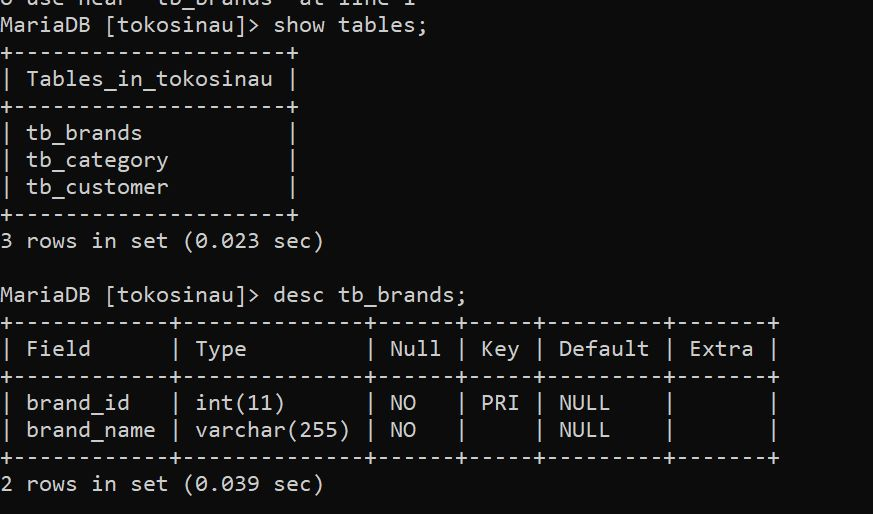 0 use near 'tb_brands' at line 1
MariaDB [tokosinau]> show tables;
+---------------------+
| Tables_in_tokosinau |
+---------------------+
| tb_brands           |
| tb_category         |
| tb_customer         |
+---------------------+
3 rows in set (0.023 sec)

MariaDB [tokosinau]> desc tb_brands;
+------------+--------------+------+-----+---------+-------+
| Field      | Type         | Null | Key | Default | Extra |
+------------+--------------+------+-----+---------+-------+
| brand_id   | int(11)      | NO   | PRI | NULL    |       |
| brand_name | varchar(255) | NO   |     | NULL    |       |
+------------+--------------+------+-----+---------+-------+
2 rows in set (0.039 sec)